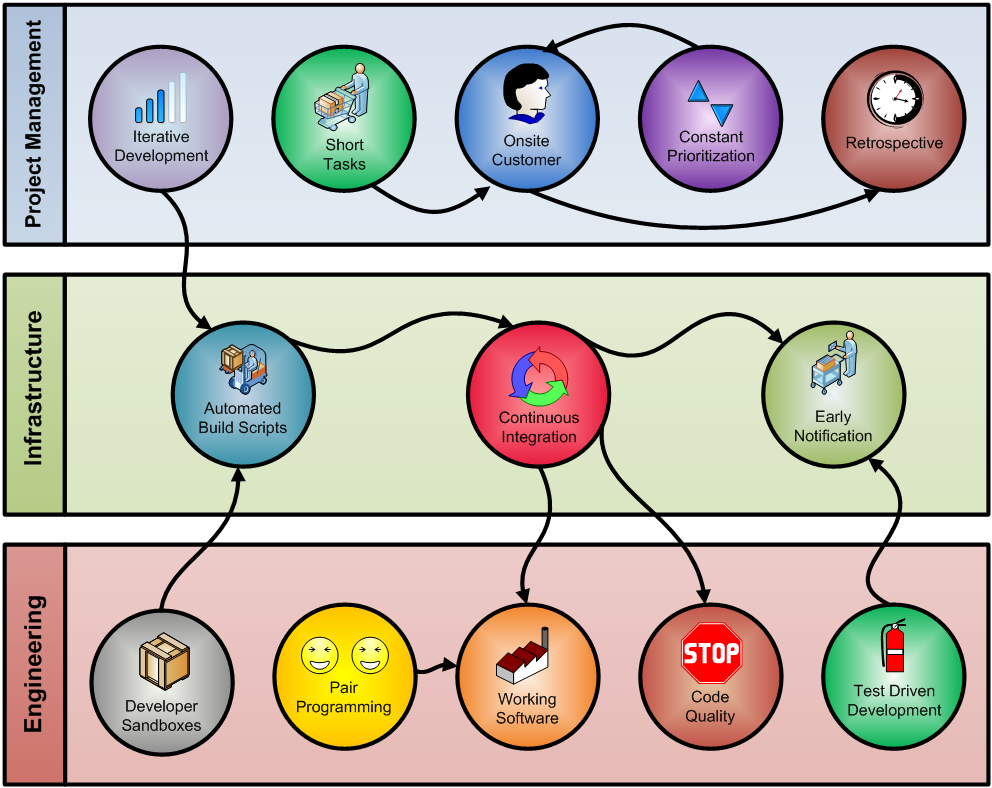 Project Management
Iterative
Development
Short
Tasks
Onsite
Customer
Constant
Prioritization
Retrospective
Infrastructure
Automated
Build Scripts
Continuous
Integration
Early
Notification
Engineering
Developer
Sandboxes
Pair
Programming
Working
Software
STOP
Code
Quality
Test Driven
Development